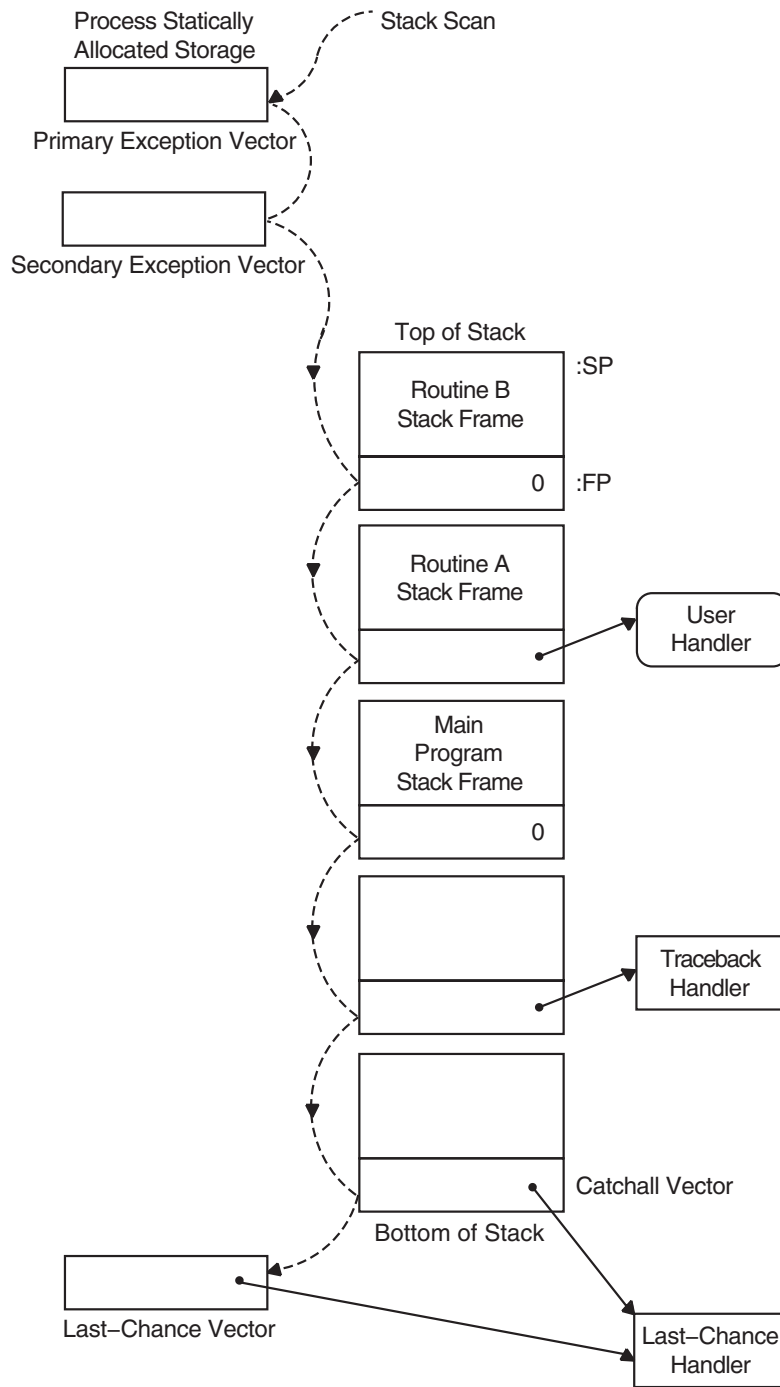 Process Statically
Allocated Storage
Stack Scan
Primary Exception Vector
Secondary Exception Vector
Top of Stack
:SP
Routine B
Stack Frame
0
:FP
Routine A
Stack Frame
User
Handler
Main
Program
Stack Frame
0
Traceback
Handler
Catchall Vector
Bottom of Stack
Last–Chance Vector
Last–Chance
Handler